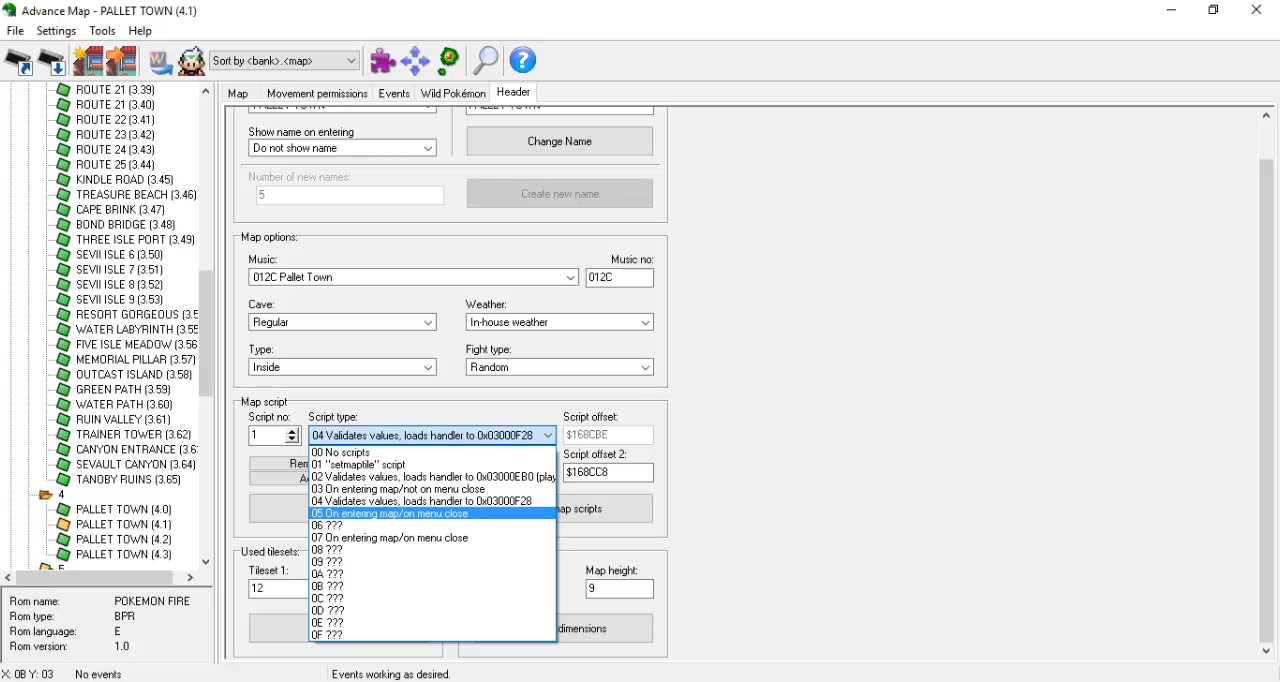 Advance Map - PALLET TOWN (4.1)
File Settings Tools Help
W Sort by <bank>.<map> ?
ROUTE 21 (3.39)
ROUTE 21 (3.40)
ROUTE 22 (3.41)
ROUTE 23 (3.42)
ROUTE 24 (3.43)
ROUTE 25 (3.44)
KINDLE ROAD (3.45)
TREASURE BEACH (3.46)
CAPE BRINK (3.47)
BOND BRIDGE (3.48)
THREE ISLE PORT (3.49)
SEVII ISLE 6 (3.50)
SEVII ISLE 7 (3.51)
SEVII ISLE 8 (3.52)
SEVII ISLE 9 (3.53)
RESORT GORGEOUS (3.5
WATER LABYRINTH (3.55
FIVE ISLE MEADOW (3.56
MEMORIAL PILLAR (3.57)
OUTCAST ISLAND (3.58)
GREEN PATH (3.59)
WATER PATH (3.60)
RUIN VALLEY (3.61)
TRAINER TOWER (3.62)
CANYON ENTRANCE (3.6
SEVAULT CANYON (3.64)
TANOBY RUINS (3.65)
4
PALLET TOWN (4.0)
PALLET TOWN (4.1)
PALLET TOWN (4.2)
PALLET TOWN (4.3)
5
Rom name: POKEMON FIRE
Rom type: BPR
Rom language: E
Rom version: 1.0
Map Movement permissions Events Wild Pokémon Header
PALLET TOWN PALLET TOWN
Show name on entering
Do not show name
Change Name
Number of new names:
5
Create new name
Map options:
Music: Music no:
012C Pallet Town 012C
Cave: Weather:
Regular In-house weather
Type: Fight type:
Inside Random
Map script
Script no: Script type: Script offset:
1 04 Validates values, loads handler to 0x03000F28 $168CBE
Script offset 2:
$168CC8
00 No scripts
01 "setmaptile" script
02 Validates values, loads handler to 0x03000EB0 (play
03 On entering map/not on menu close
04 Validates values, loads handler to 0x03000F28
05 On entering map/on menu close
06 ???
07 On entering map/on menu close
08 ???
09 ???
0A ???
0B ???
0C ???
0D ???
0E ???
0F ???
Rem
A
ap scripts
Used tilesets:
Tileset 1: Map height:
12 9
dimensions
X: 0B Y: 03 No events Events working as desired.